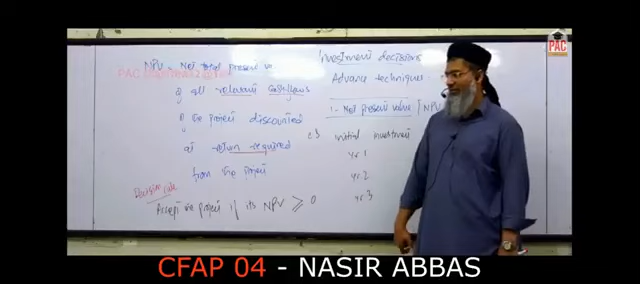 NPV = Net total present va
of all relevant cashflows
of the project discounted
at return required
from the project
Decision rule
Accept the project if its NPV ≥ 0
Investment decisions
Advance techniques
1- Net present value (NPV
initial investment
yr 1
yr. 2
yr. 3
PAC
CFAP 04 - NASIR ABBAS